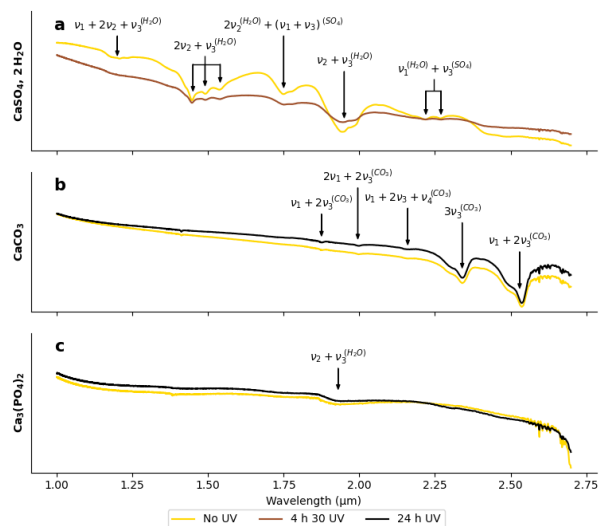 a
ν₁ + 2ν₂ + ν₃⁽ᴴ²ᴼ⁾
2ν₂ + ν₃⁽ᴴ²ᴼ⁾
2ν₂⁽ᴴ²ᴼ⁾ + (ν₁ + ν₃)⁽ˢᴼ⁴⁾
ν₂ + ν₃⁽ᴴ²ᴼ⁾
ν₁⁽ᴴ²ᴼ⁾ + ν₃⁽ˢᴼ⁴⁾
CaSO₄, 2 H₂O
b
ν₁ + 2ν₃⁽ᶜᴼ³⁾
2ν₁ + 2ν₃⁽ᶜᴼ³⁾
ν₁ + 2ν₃ + ν₄⁽ᶜᴼ³⁾
3ν₃⁽ᶜᴼ³⁾
ν₁ + 2ν₃⁽ᶜᴼ³⁾
CaCO₃
c
ν₂ + ν₃⁽ᴴ²ᴼ⁾
Ca₃(PO₄)₂
1.00 1.25 1.50 1.75 2.00 2.25 2.50 2.75
Wavelength (µm)
No UV 4 h 30 UV 24 h UV